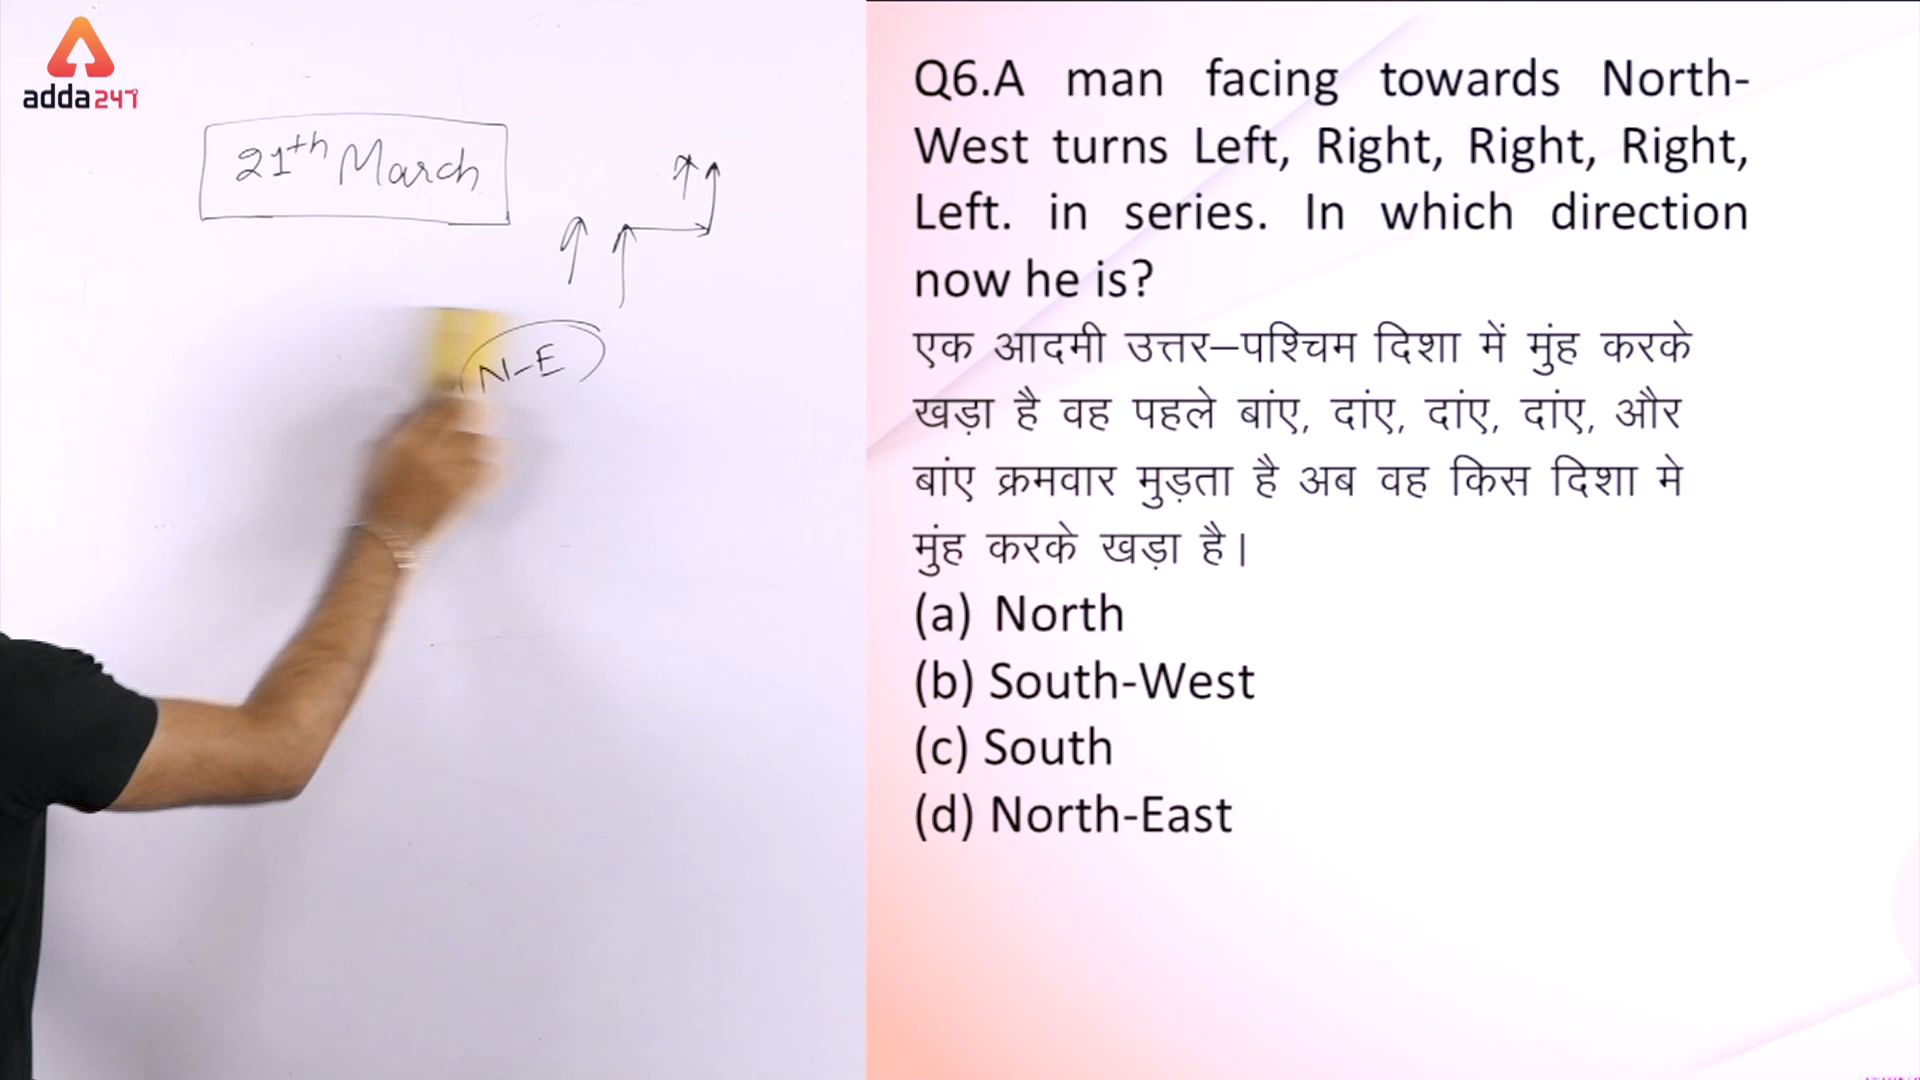 adda247
21th March
N-E
Q6.A man facing towards North-
West turns Left, Right, Right, Right,
Left. in series. In which direction
now he is?
एक आदमी उत्तर–पश्चिम दिशा में मुंह करके
खड़ा है वह पहले बांए, दांए, दांए, दांए, और
बांए क्रमवार मुड़ता है अब वह किस दिशा मे
मुंह करके खड़ा है।
(a) North
(b) South-West
(c) South
(d) North-East